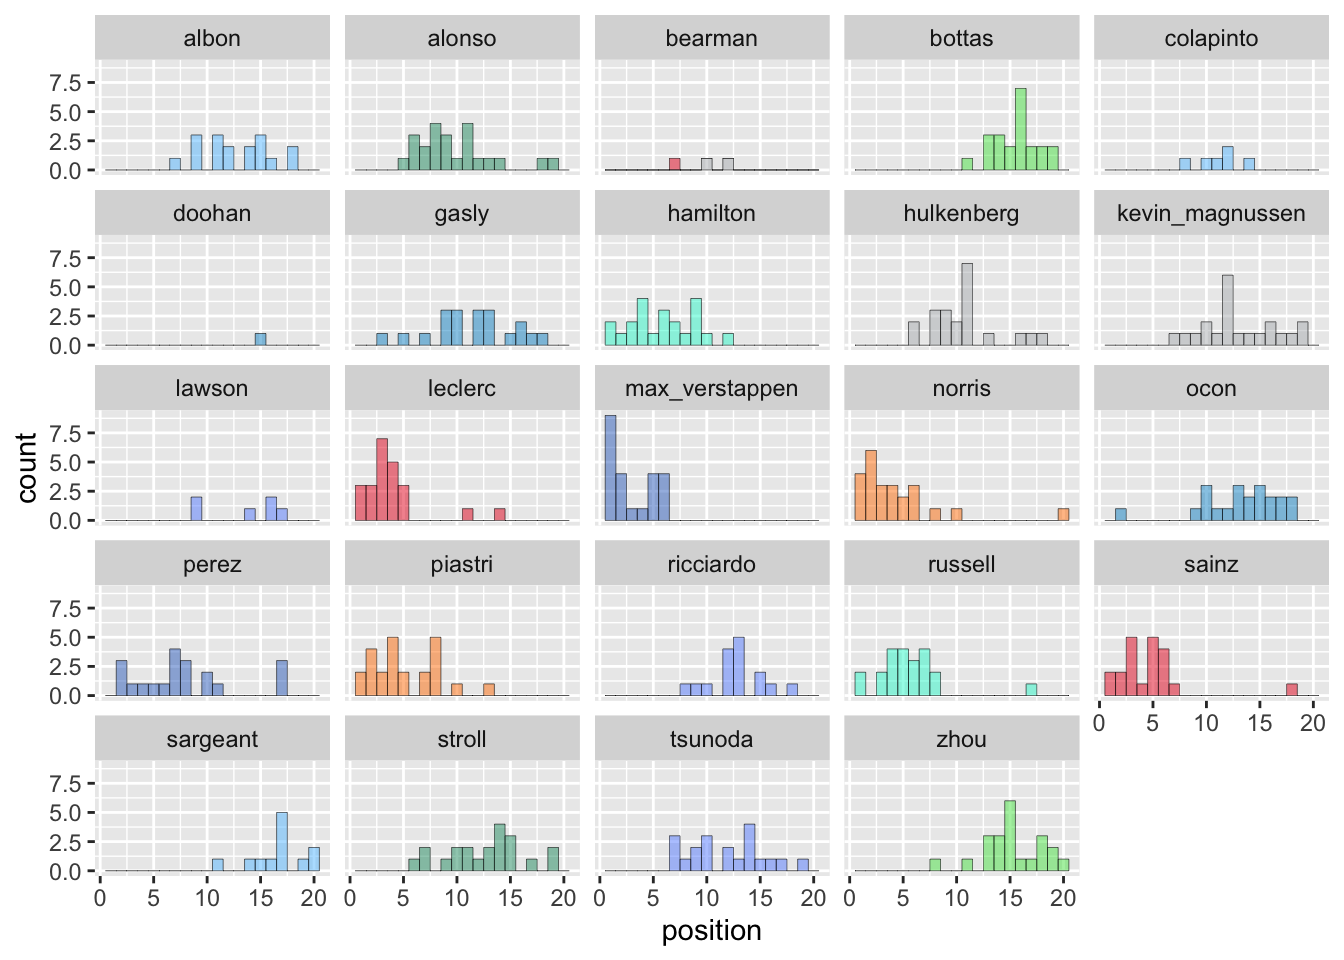 albon alonso bearman bottas colapinto
7.5
5.0
2.5
0.0
doohan gasly hamilton hulkenberg kevin_magnussen
7.5
5.0
2.5
0.0
lawson leclerc max_verstappen norris ocon
7.5
5.0
2.5
0.0
count
perez piastri ricciardo russell sainz
7.5
5.0
2.5
0.0
0 5 10 15 20
sargeant stroll tsunoda zhou
7.5
5.0
2.5
0.0
0 5 10 15 20 0 5 10 15 20 0 5 10 15 20 0 5 10 15 20
position